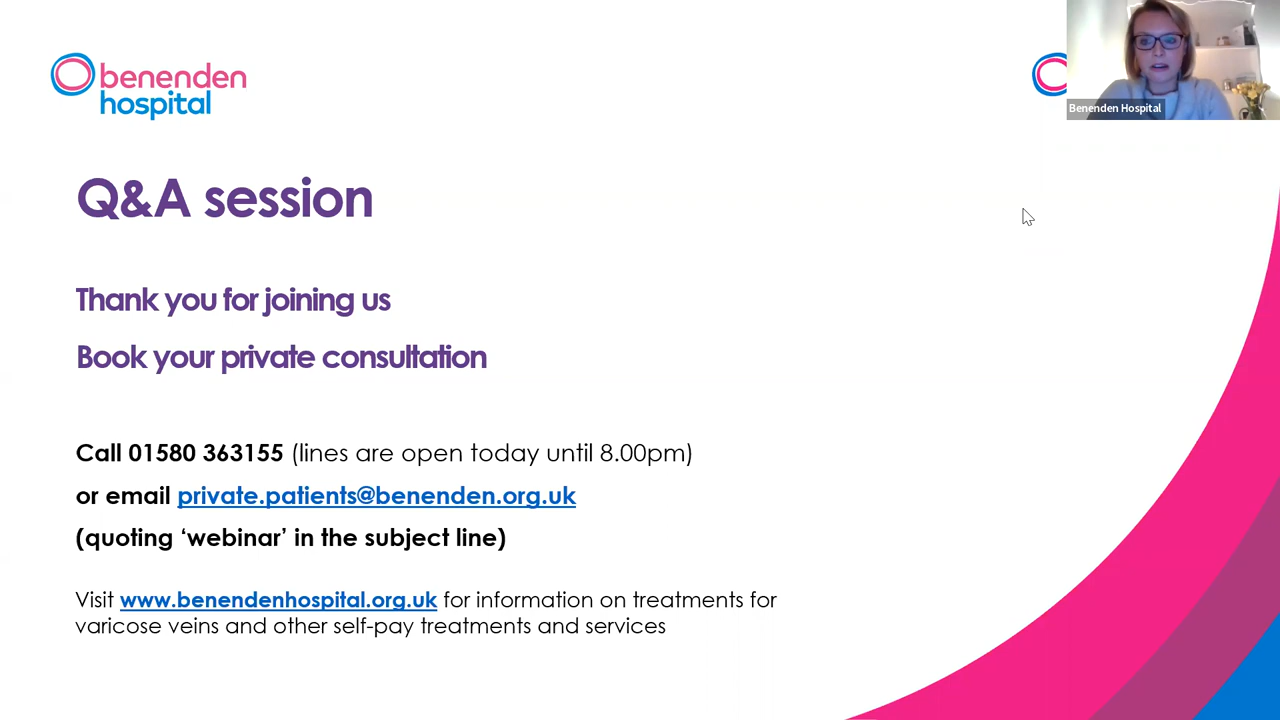 benenden
hospital
Benenden Hospital
Q&A session
Thank you for joining us
Book your private consultation
Call 01580 363155 (lines are open today until 8.00pm)
or email private.patients@benenden.org.uk
(quoting ‘webinar’ in the subject line)
Visit www.benendenhospital.org.uk for information on treatments for
varicose veins and other self-pay treatments and services